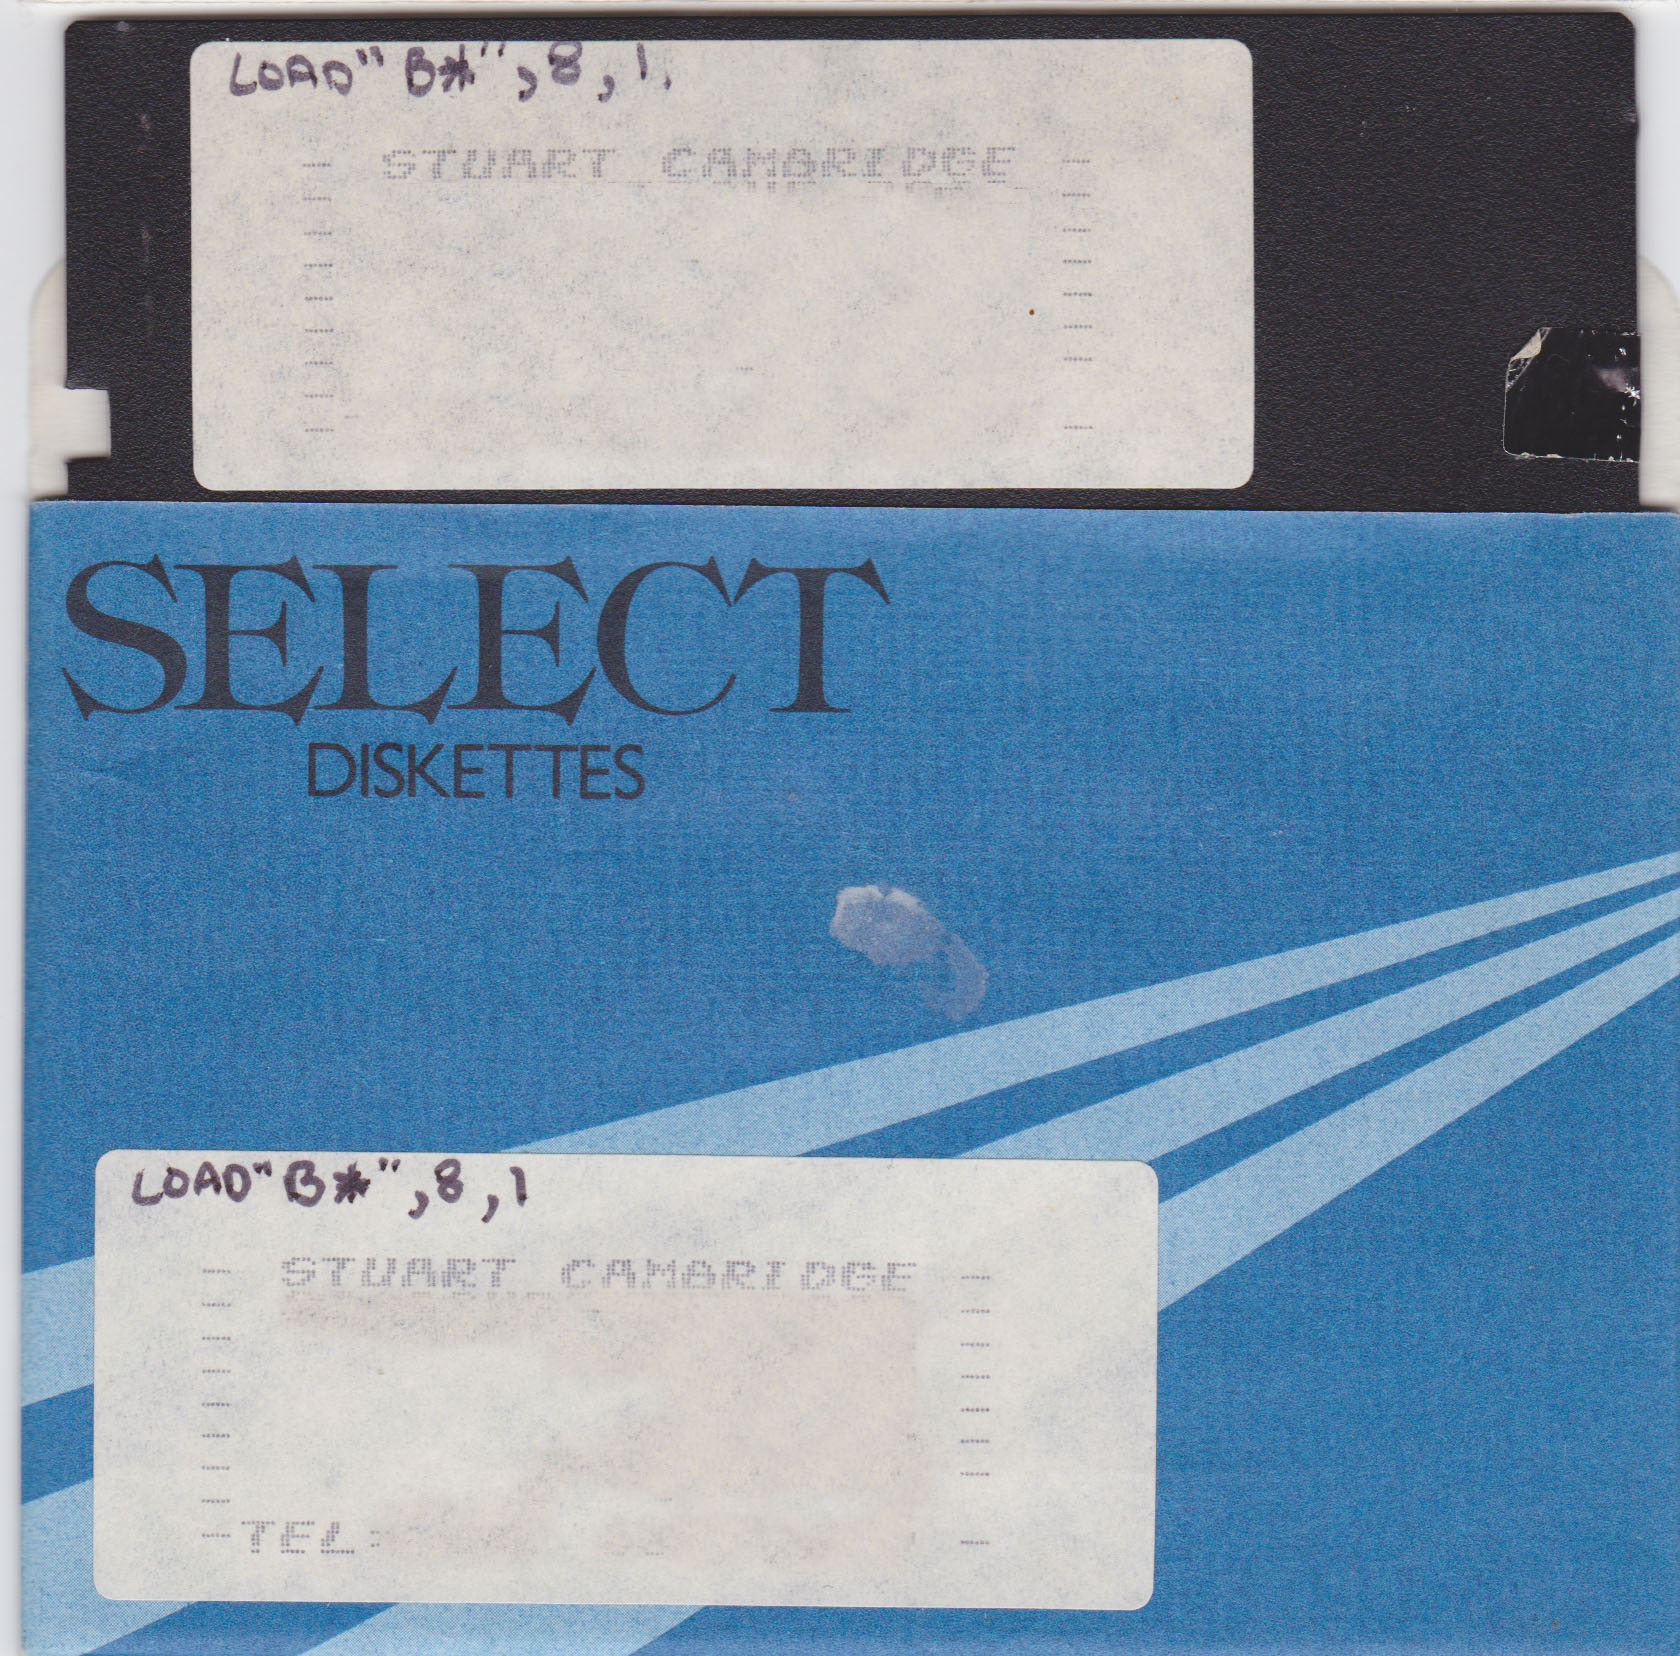 LOAD"B*",8,1.
- STUART CAMBRIDGE -
SELECT
DISKETTES
LOAD"B*",8,1
- STUART CAMBRIDGE -
-TEL: -